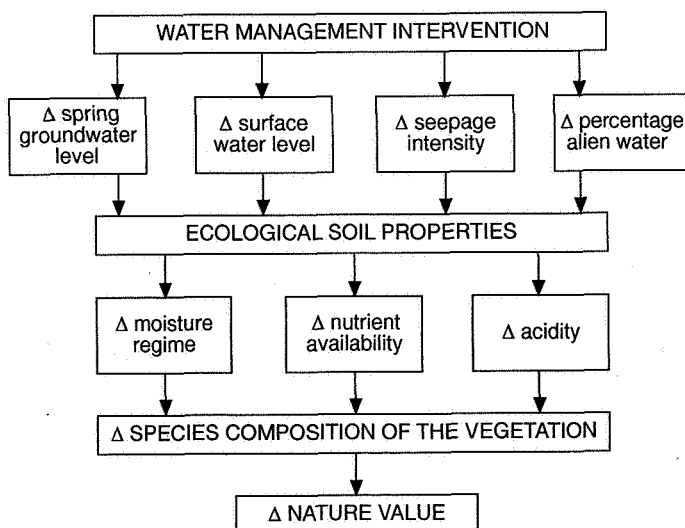 WATER MANAGEMENT INTERVENTION
Δ spring
groundwater
level
Δ surface
water level
Δ seepage
intensity
Δ percentage
alien water
ECOLOGICAL SOIL PROPERTIES
Δ moisture
regime
Δ nutrient
availability
Δ acidity
Δ SPECIES COMPOSITION OF THE VEGETATION
Δ NATURE VALUE